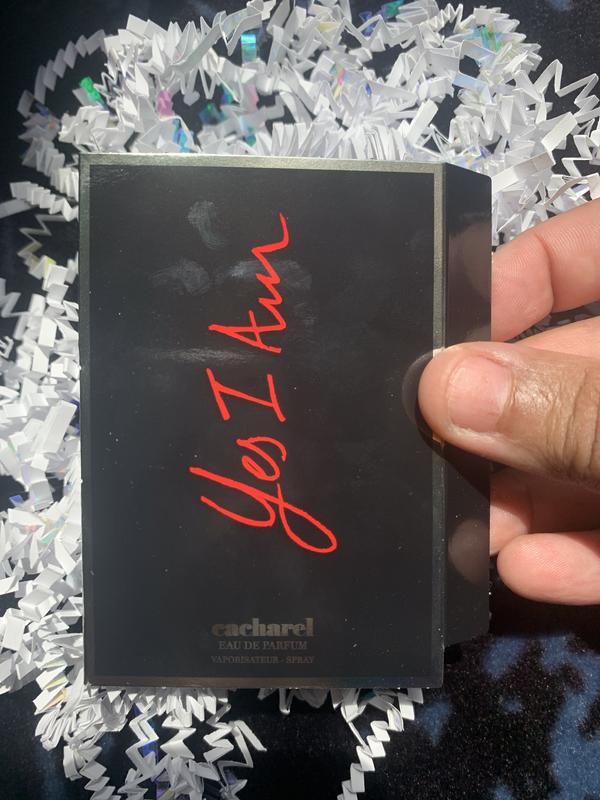 Yes I Am
cacharel
EAU DE PARFUM
VAPORISATEUR - SPRAY